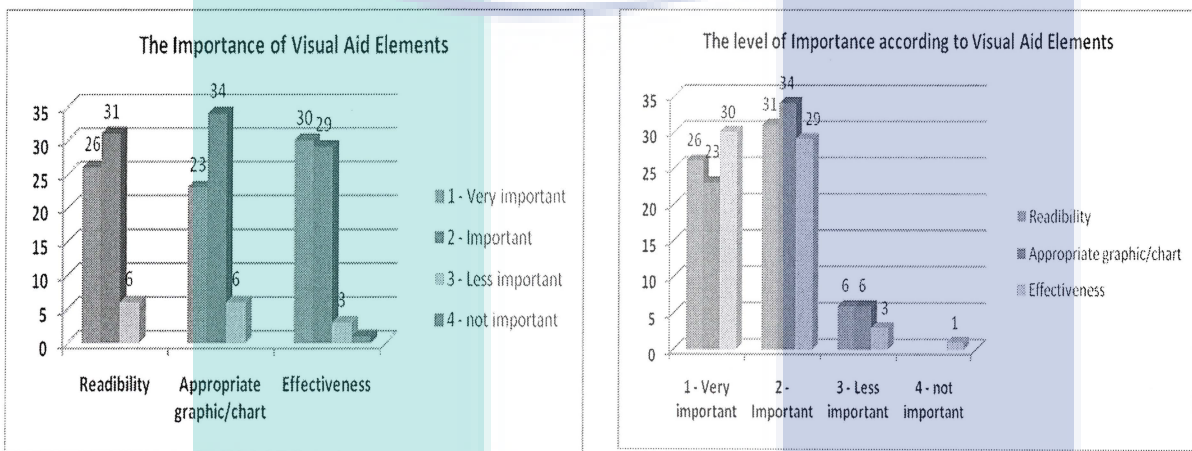 The Importance of Visual Aid Elements
35
30
25
20
15
10
5
0
26
31
6
23
34
6
30
29
3
Readibility
Appropriate graphic/chart
Effectiveness
1 - Very important
2 - Important
3 - Less important
4 - not important
The level of Importance according to Visual Aid Elements
35
30
25
20
15
10
5
0
26
23
30
31
34
29
6
6
3
1
1 - Very important
2 - Important
3 - Less important
4 - not important
Readibility
Appropriate graphic/chart
Effectiveness